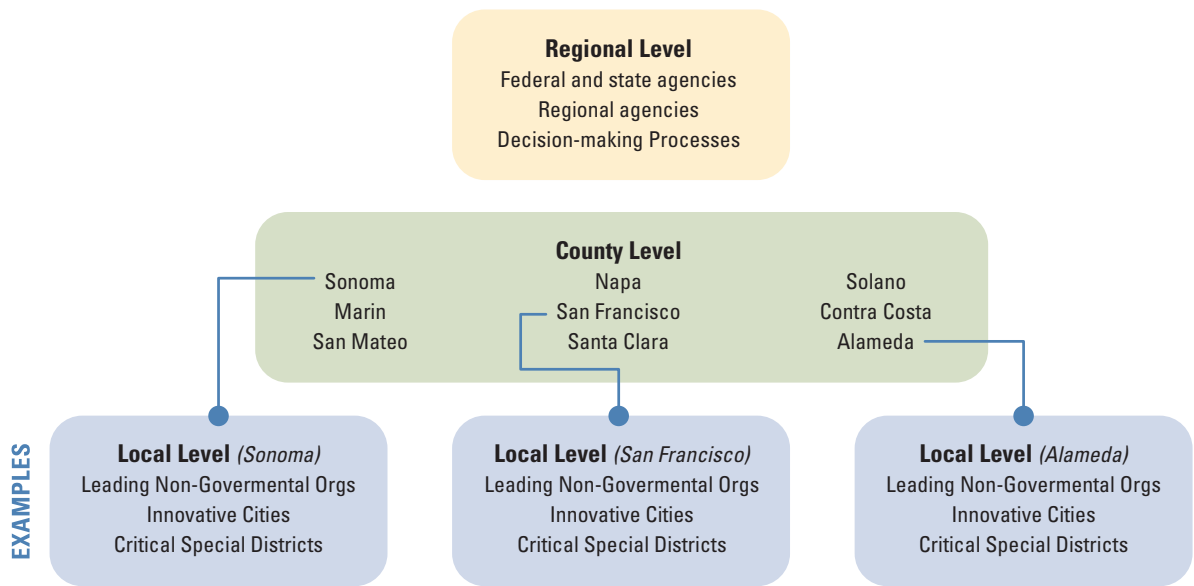 Regional Level
Federal and state agencies
Regional agencies
Decision-making Processes
County Level
Sonoma
Napa
Solano
Marin
San Francisco
Contra Costa
San Mateo
Santa Clara
Alameda
EXAMPLES
Local Level (Sonoma)
Leading Non-Govermental Orgs
Innovative Cities
Critical Special Districts
Local Level (San Francisco)
Leading Non-Govermental Orgs
Innovative Cities
Critical Special Districts
Local Level (Alameda)
Leading Non-Govermental Orgs
Innovative Cities
Critical Special Districts